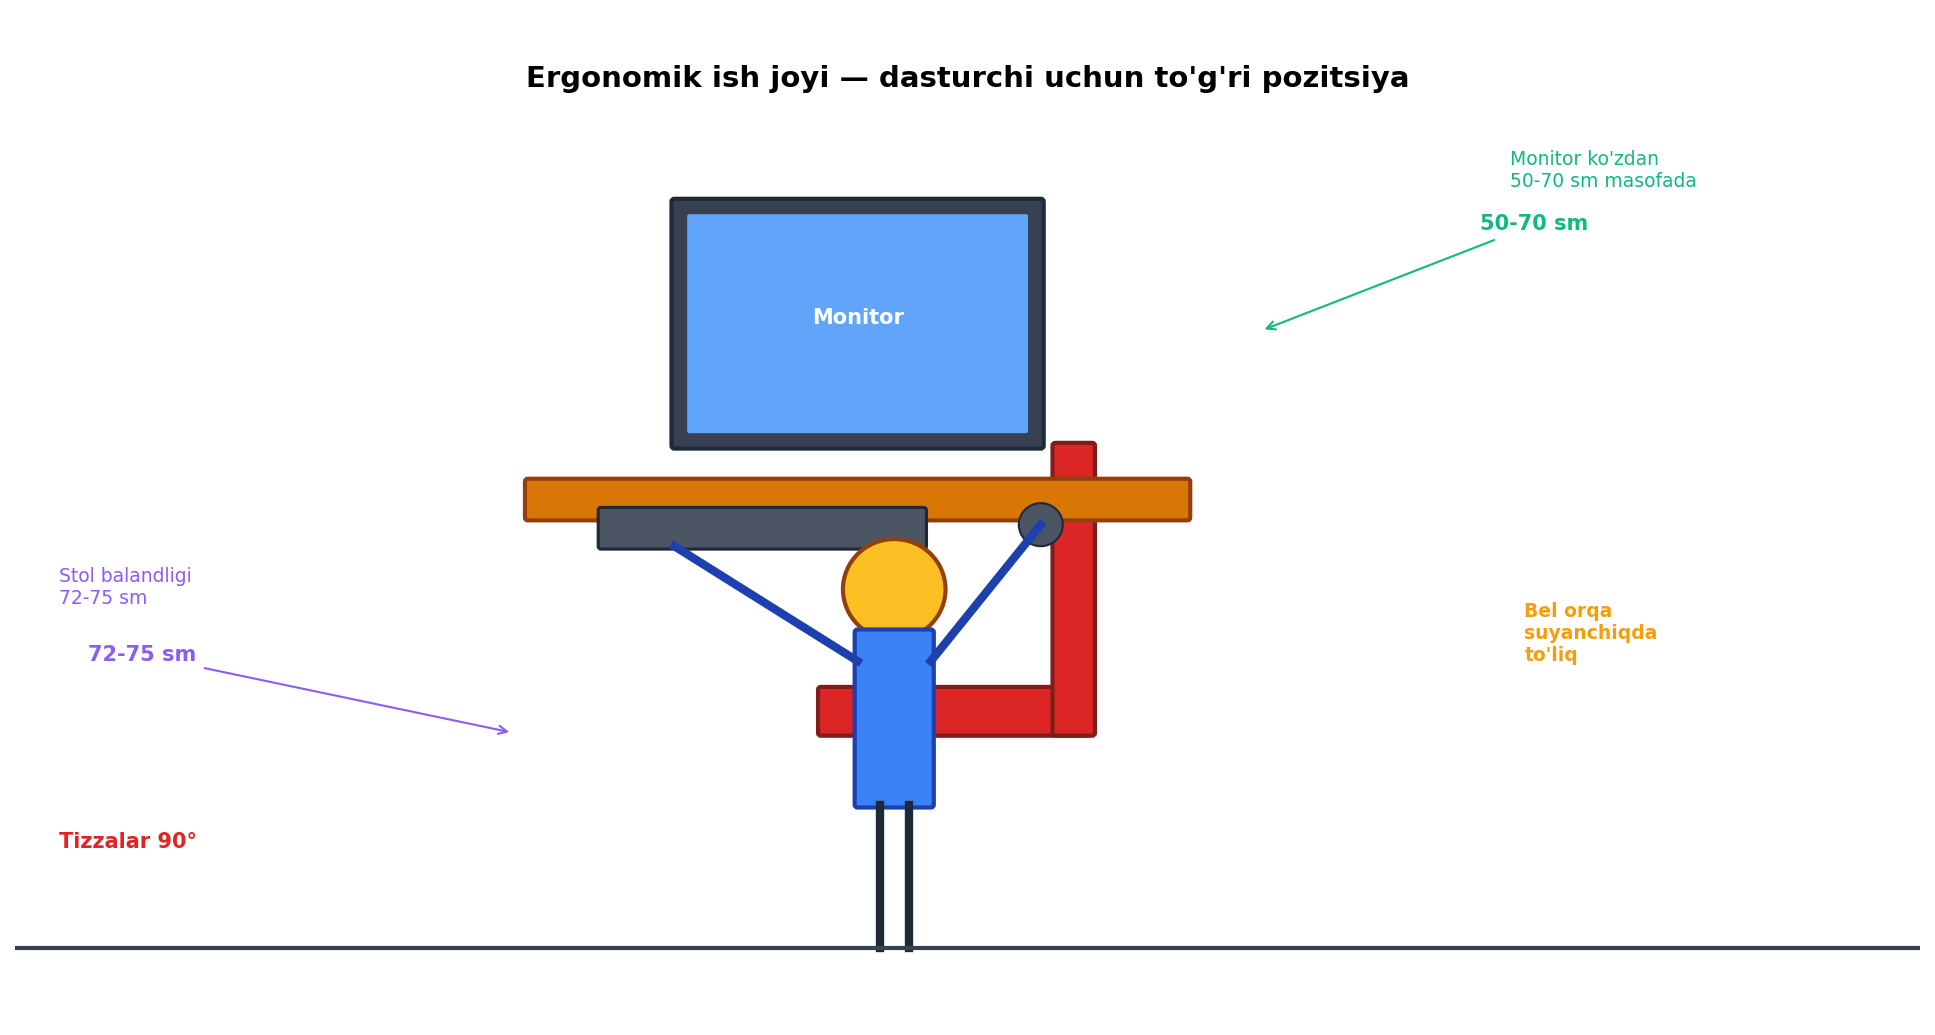 Ergonomik ish joyi — dasturchi uchun to'g'ri pozitsiya
Monitor ko'zdan
50-70 sm masofada
50-70 sm
Monitor
Stol balandligi
72-75 sm
72-75 sm
Bel orqa
suyanchiqda
to'liq
Tizzalar 90°